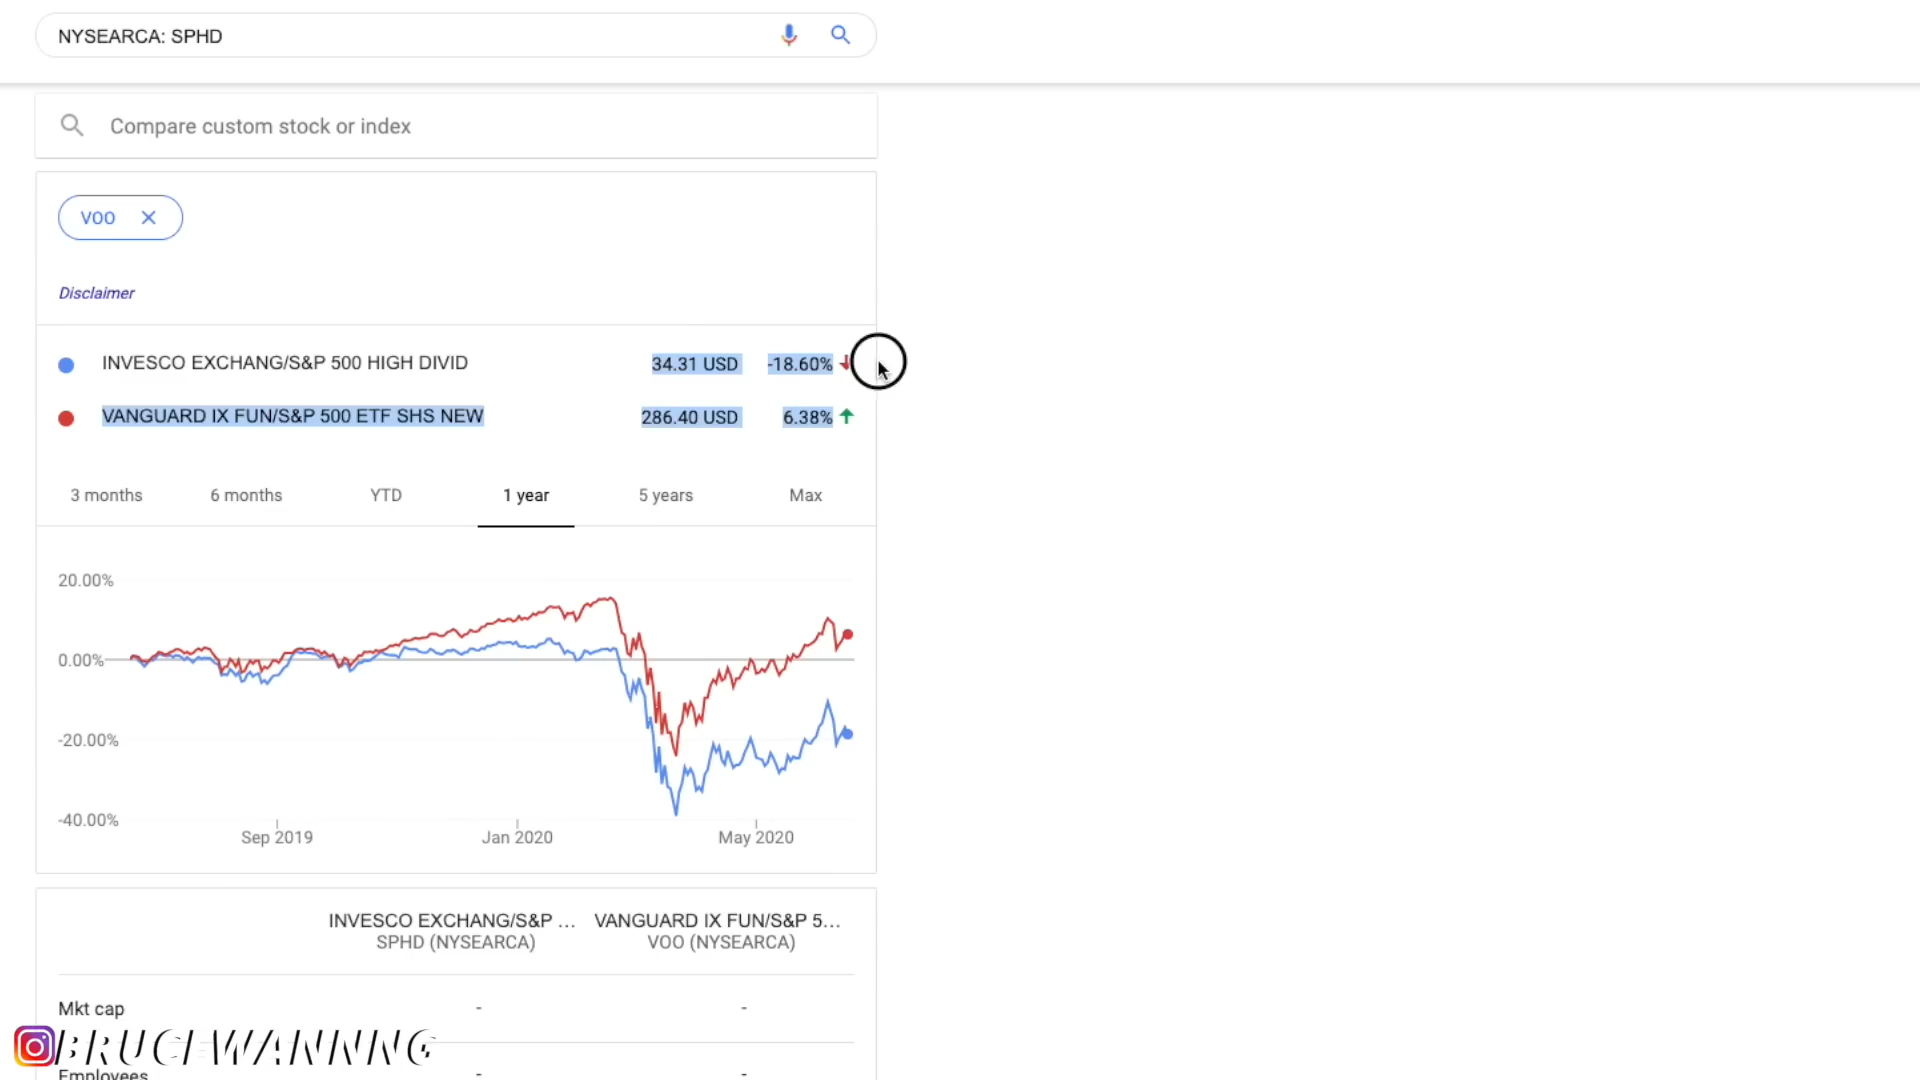 NYSEARCA: SPHD
Compare custom stock or index
VOO
Disclaimer
INVESCO EXCHANG/S&P 500 HIGH DIVID 34.31 USD -18.60%
VANGUARD IX FUN/S&P 500 ETF SHS NEW 286.40 USD 6.38%
3 months 6 months YTD 1 year 5 years Max
20.00%
0.00%
-20.00%
-40.00%
Sep 2019 Jan 2020 May 2020
INVESCO EXCHANG/S&P ... VANGUARD IX FUN/S&P 5...
SPHD (NYSEARCA) VOO (NYSEARCA)
Mkt cap - -
BRUCEWANNNG
Employees - -